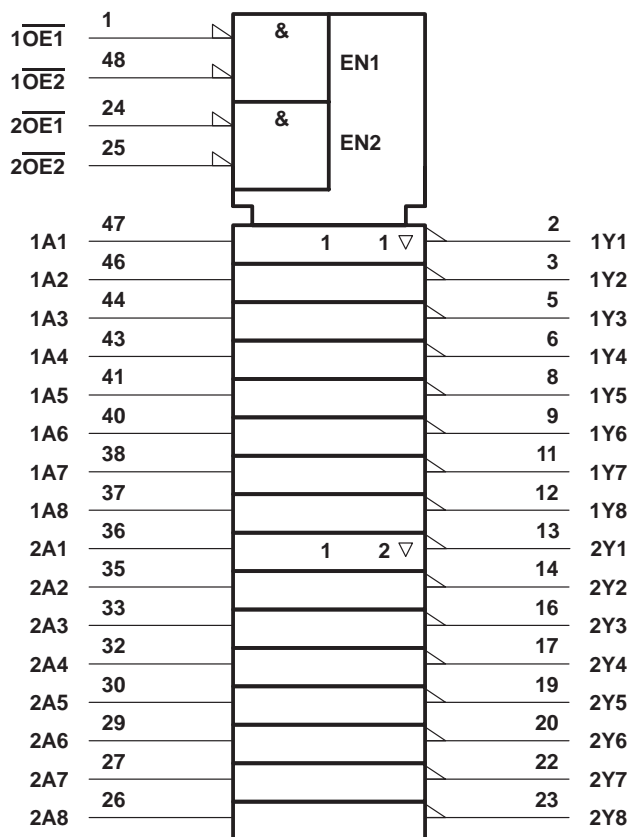 1OE1 1 & EN1
1OE2 48
2OE1 24 & EN2
2OE2 25
1A1 47 1 1 ▽ 2 1Y1
1A2 46 3 1Y2
1A3 44 5 1Y3
1A4 43 6 1Y4
1A5 41 8 1Y5
1A6 40 9 1Y6
1A7 38 11 1Y7
1A8 37 12 1Y8
2A1 36 1 2 ▽ 13 2Y1
2A2 35 14 2Y2
2A3 33 16 2Y3
2A4 32 17 2Y4
2A5 30 19 2Y5
2A6 29 20 2Y6
2A7 27 22 2Y7
2A8 26 23 2Y8